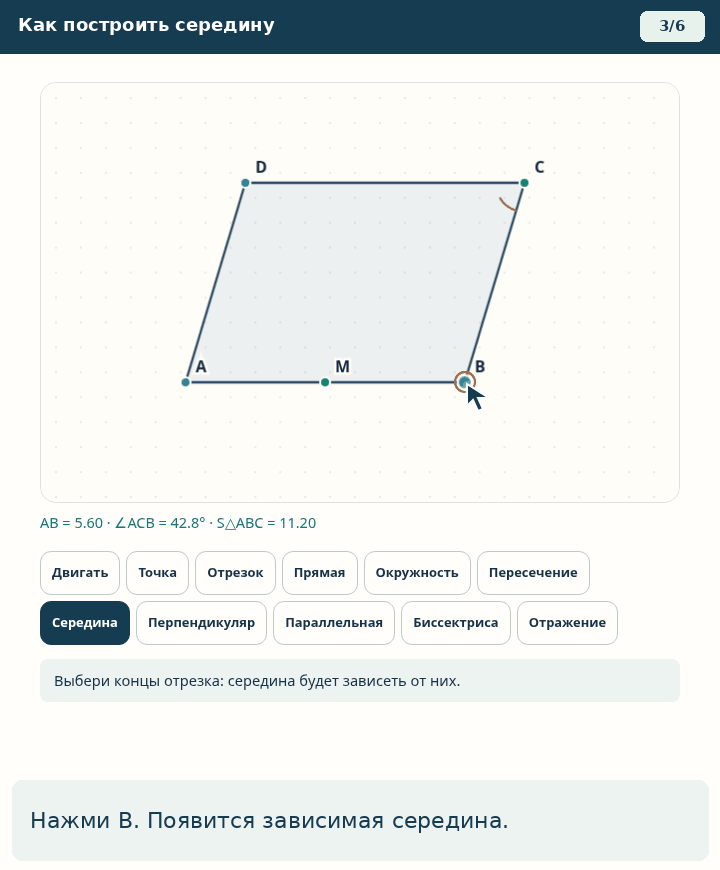 Как построить середину
3/6
D
C
A
M
B
AB = 5.60 · ∠ACB = 42.8° · S△ABC = 11.20
Двигать Точка Отрезок Прямая Окружность Пересечение
Середина Перпендикуляр Параллельная Биссектриса Отражение
Выбери концы отрезка: середина будет зависеть от них.
Нажми B. Появится зависимая середина.